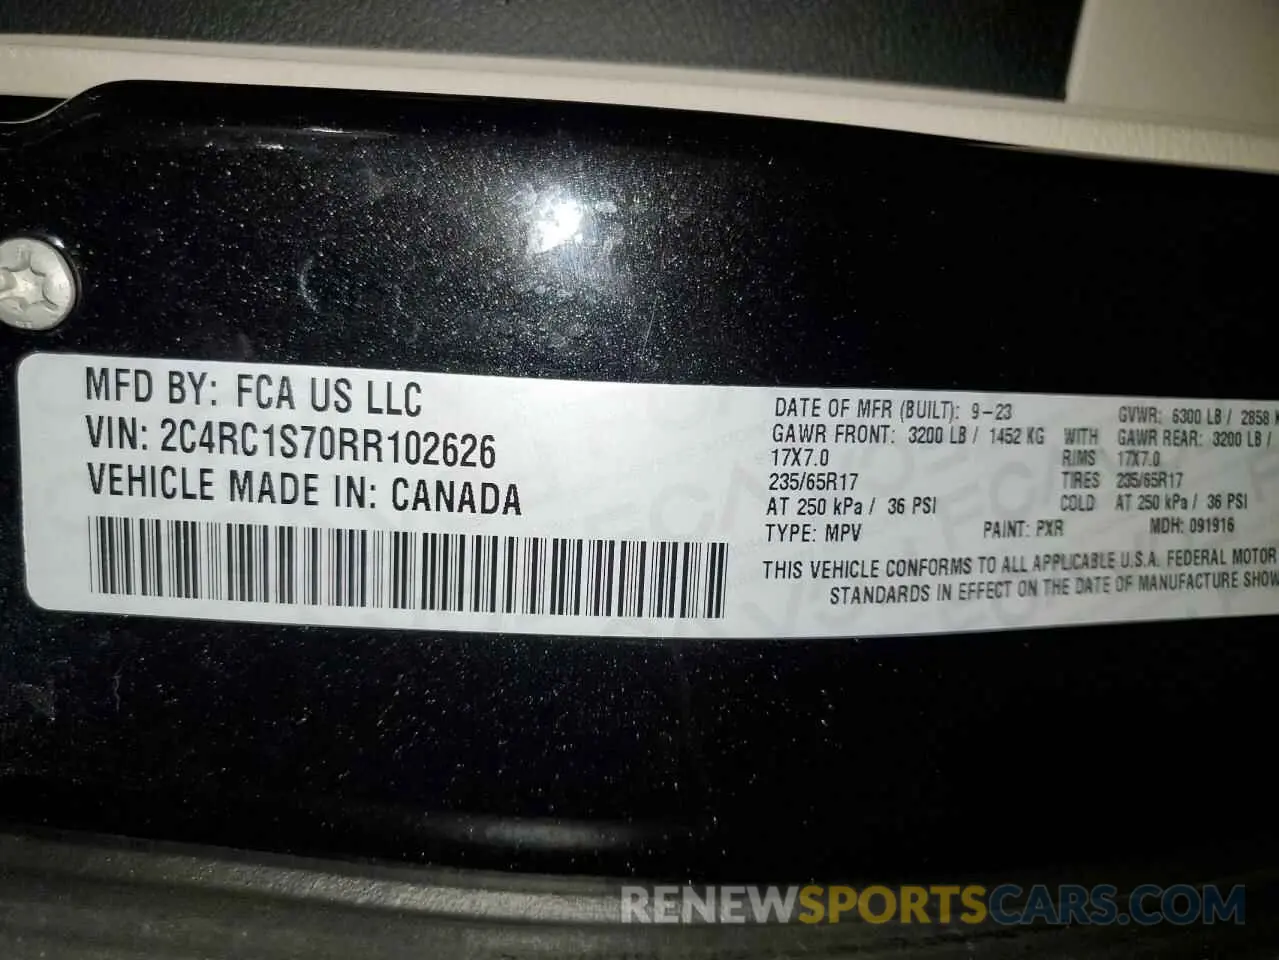 MFD BY: FCA US LLC
VIN: 2C4RC1S70RR102626
VEHICLE MADE IN: CANADA
DATE OF MFR (BUILT): 9-23 GVWR: 6300 LB / 2858
GAWR FRONT: 3200 LB / 1452 KG WITH GAWR REAR: 3200 LB /
17X7.0 RIMS 17X7.0
235/65R17 TIRES 235/65R17
AT 250 kPa / 36 PSI COLD AT 250 kPa / 36 PSI
TYPE: MPV PAINT: PXR MDH: 091916
THIS VEHICLE CONFORMS TO ALL APPLICABLE U.S.A. FEDERAL MOTOR
STANDARDS IN EFFECT ON THE DATE OF MANUFACTURE SHOW
RENEWSPORTSCARS.COM